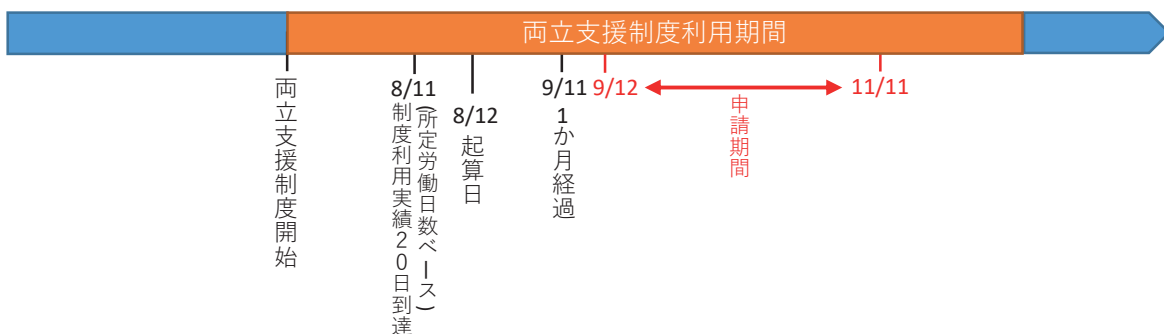 両立支援制度利用期間
両立支援制度開始
8/11
制度利用実績20日到達
(所定労働日数ベース)
8/12
起算日
9/11
1か月経過
9/12
申請期間
11/11